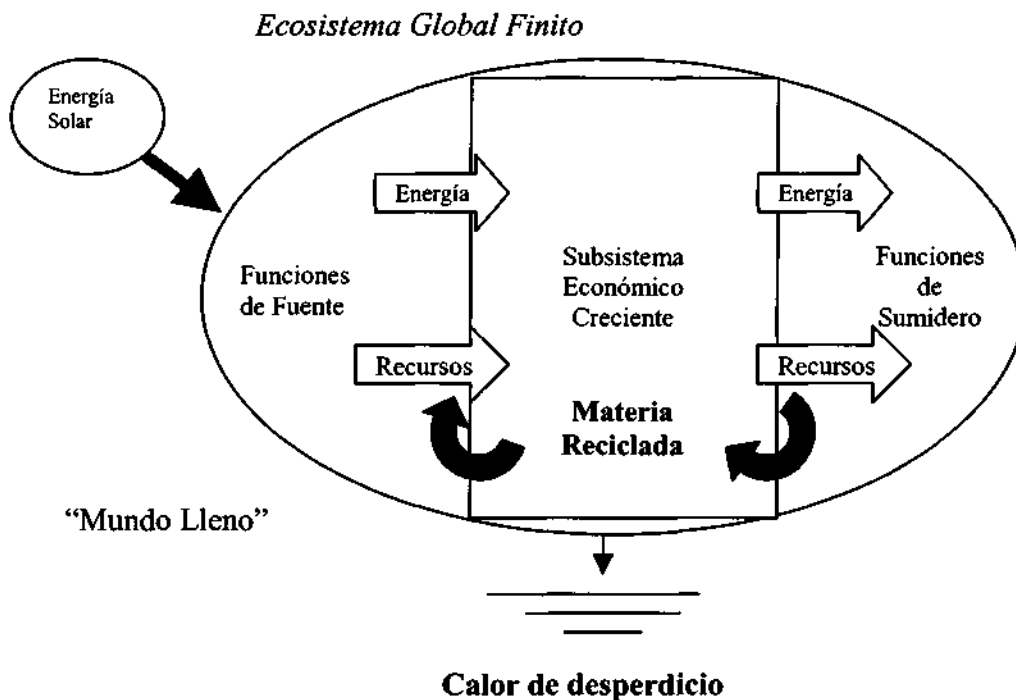 Ecosistema Global Finito
Energía
Solar
Energía
Energía
Funciones
de Fuente
Subsistema
Económico
Creciente
Funciones
de
Sumidero
Recursos
Recursos
Materia
Reciclada
“Mundo Lleno”
Calor de desperdicio